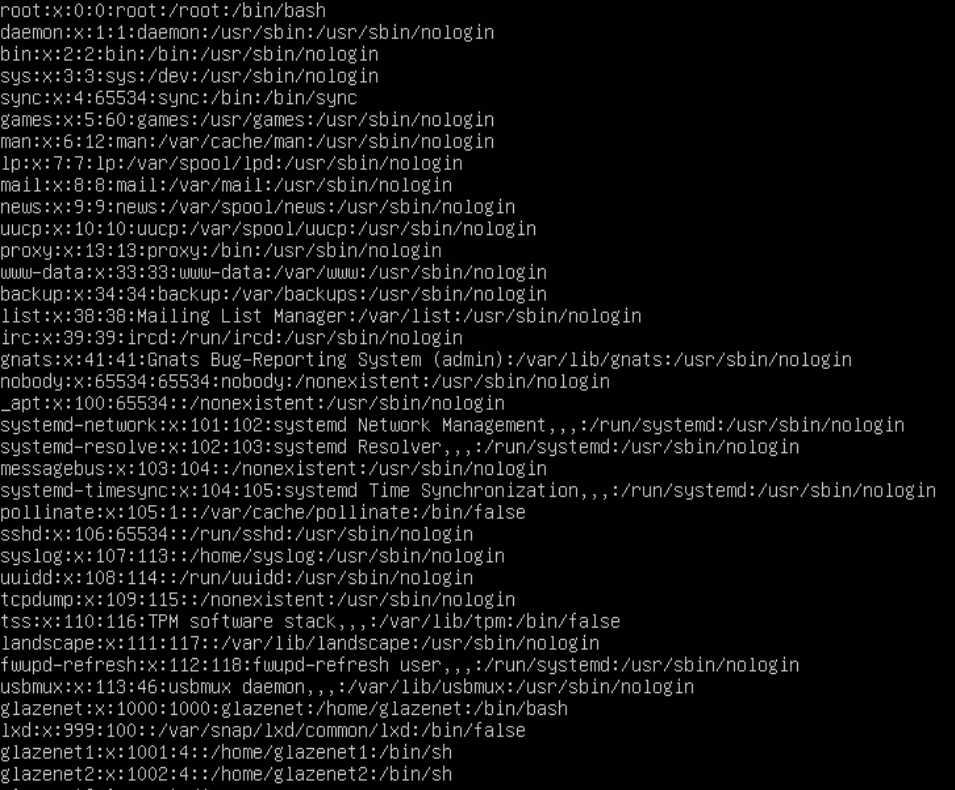 root:x:0:0:root:/root:/bin/bash
daemon:x:1:1:daemon:/usr/sbin:/usr/sbin/nologin
bin:x:2:2:bin:/bin:/usr/sbin/nologin
sys:x:3:3:sys:/dev:/usr/sbin/nologin
sync:x:4:65534:sync:/bin:/bin/sync
games:x:5:60:games:/usr/games:/usr/sbin/nologin
man:x:6:12:man:/var/cache/man:/usr/sbin/nologin
lp:x:7:7:lp:/var/spool/lpd:/usr/sbin/nologin
mail:x:8:8:mail:/var/mail:/usr/sbin/nologin
news:x:9:9:news:/var/spool/news:/usr/sbin/nologin
uucp:x:10:10:uucp:/var/spool/uucp:/usr/sbin/nologin
proxy:x:13:13:proxy:/bin:/usr/sbin/nologin
www-data:x:33:33:www-data:/var/www:/usr/sbin/nologin
backup:x:34:34:backup:/var/backups:/usr/sbin/nologin
list:x:38:38:Mailing List Manager:/var/list:/usr/sbin/nologin
irc:x:39:39:ircd:/run/ircd:/usr/sbin/nologin
gnats:x:41:41:Gnats Bug-Reporting System (admin):/var/lib/gnats:/usr/sbin/nologin
nobody:x:65534:65534:nobody:/nonexistent:/usr/sbin/nologin
_apt:x:100:65534::/nonexistent:/usr/sbin/nologin
systemd-network:x:101:102:systemd Network Management,,,:/run/systemd:/usr/sbin/nologin
systemd-resolve:x:102:103:systemd Resolver,,,:/run/systemd:/usr/sbin/nologin
messagebus:x:103:104::/nonexistent:/usr/sbin/nologin
systemd-timesync:x:104:105:systemd Time Synchronization,,,:/run/systemd:/usr/sbin/nologin
pollinate:x:105:1::/var/cache/pollinate:/bin/false
sshd:x:106:65534::/run/sshd:/usr/sbin/nologin
syslog:x:107:113::/home/syslog:/usr/sbin/nologin
uuidd:x:108:114::/run/uuidd:/usr/sbin/nologin
tcpdump:x:109:115::/nonexistent:/usr/sbin/nologin
tss:x:110:116:TPM software stack,,,:/var/lib/tpm:/bin/false
landscape:x:111:117::/var/lib/landscape:/usr/sbin/nologin
fwupd-refresh:x:112:118:fwupd-refresh user,,,:/run/systemd:/usr/sbin/nologin
usbmux:x:113:46:usbmux daemon,,,:/var/lib/usbmux:/usr/sbin/nologin
glazenet:x:1000:1000:glazenet:/home/glazenet:/bin/bash
lxd:x:999:100::/var/snap/lxd/common/lxd:/bin/false
glazenet1:x:1001:4::/home/glazenet1:/bin/sh
glazenet2:x:1002:4::/home/glazenet2:/bin/sh